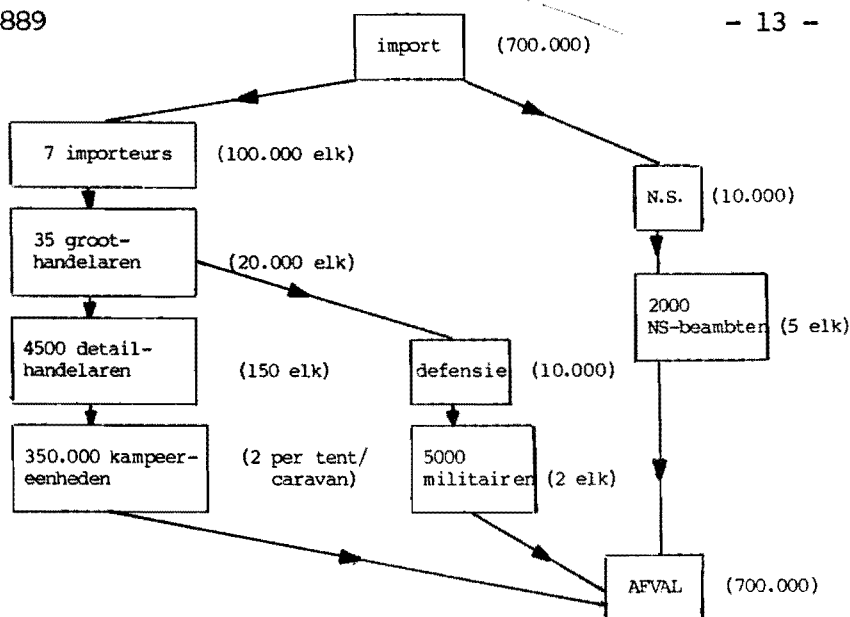 889
- 13 -
import
(700.000)
7 importeurs
(100.000 elk)
N.S.
(10.000)
35 groot-
handelaren
(20.000 elk)
2000
NS-beambten (5 elk)
4500 detail-
handelaren
(150 elk)
defensie
(10.000)
350.000 kampeer-
eenheden
(2 per tent/
caravan)
5000
militairen (2 elk)
AFVAL
(700.000)